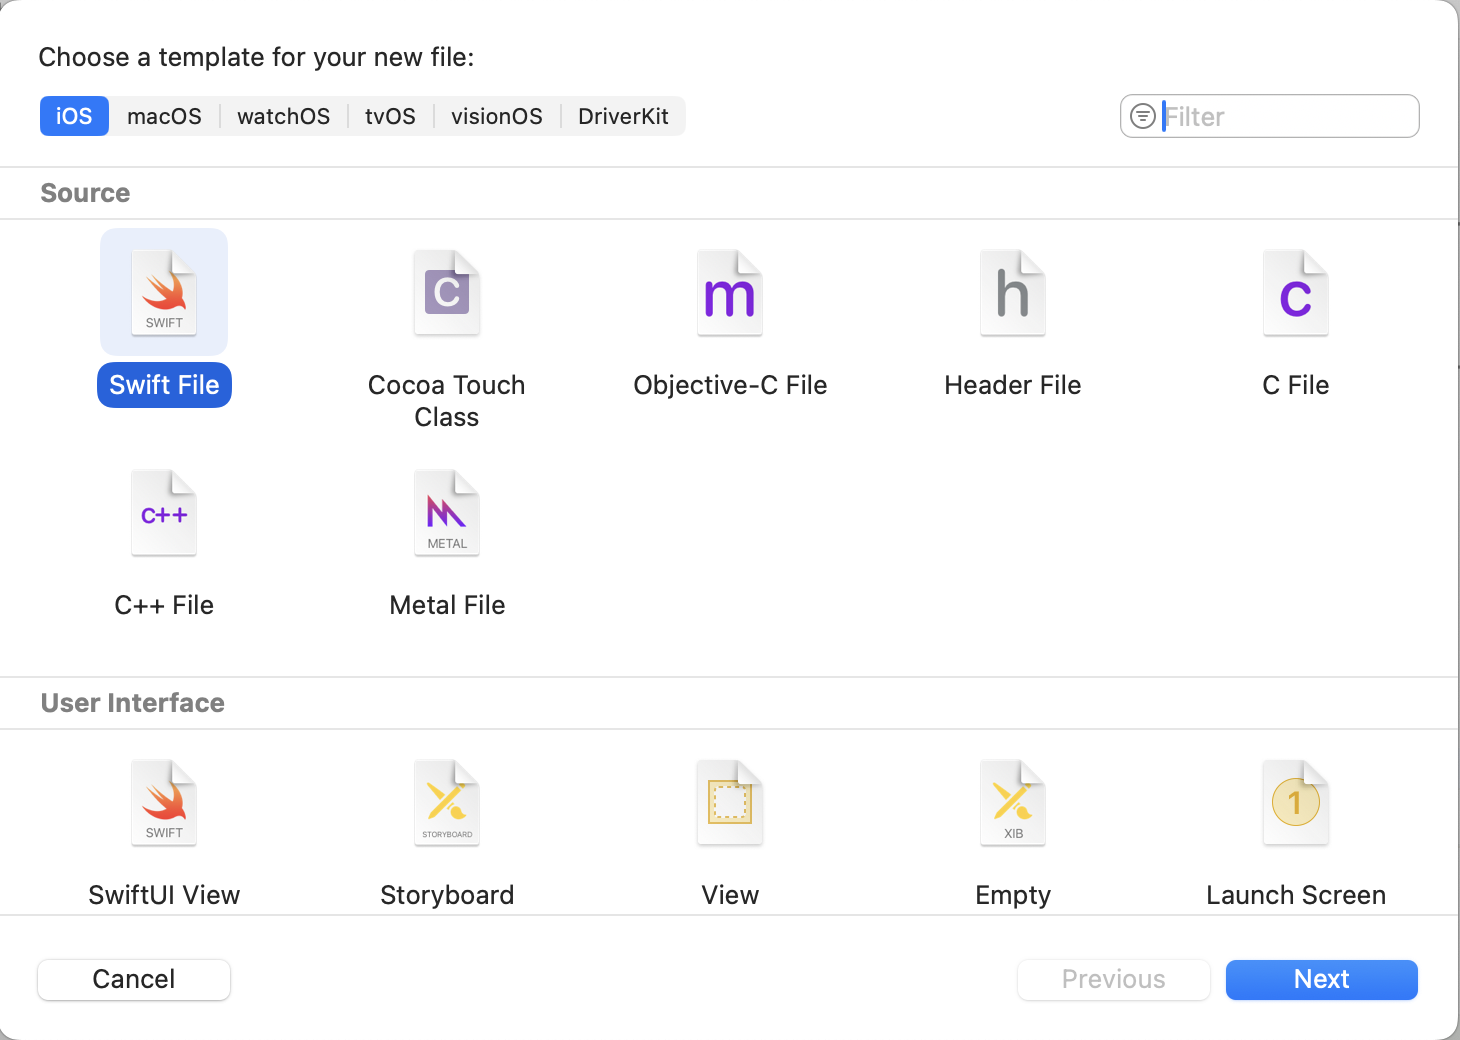 Choose a template for your new file:
iOS macOS watchOS tvOS visionOS DriverKit
Filter
Source
SWIFT C m h c
Swift File Cocoa Touch Objective-C File Header File C File
Class
C++ METAL
C++ File Metal File
User Interface
SWIFT STORYBOARD XIB 1
SwiftUI View Storyboard View Empty Launch Screen
Cancel Previous Next